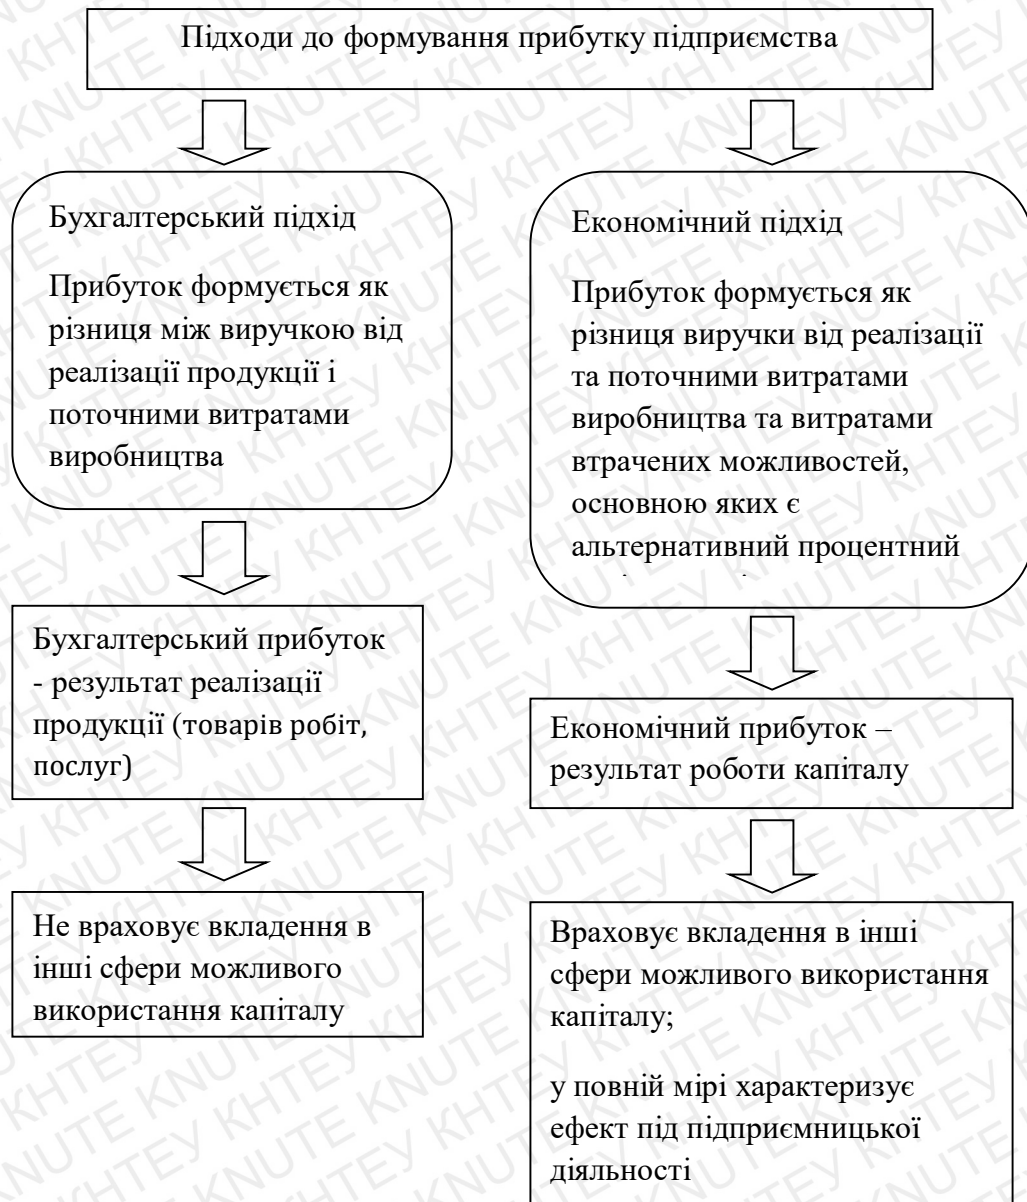 Підходи до формування прибутку підприємства
Бухгалтерський підхід
Прибуток формується як
різниця між виручкою від
реалізації продукції і
поточними витратами
виробництва
Економічний підхід
Прибуток формується як
різниця виручки від реалізації
та поточними витратами
виробництва та витратами
втрачених можливостей,
основною яких є
альтернативний процентний
Бухгалтерський прибуток
- результат реалізації
продукції (товарів робіт,
послуг)
Економічний прибуток –
результат роботи капіталу
Не враховує вкладення в
інші сфери можливого
використання капіталу
Враховує вкладення в інші
сфери можливого використання
капіталу;
у повній мірі характеризує
ефект під підприємницької
діяльності